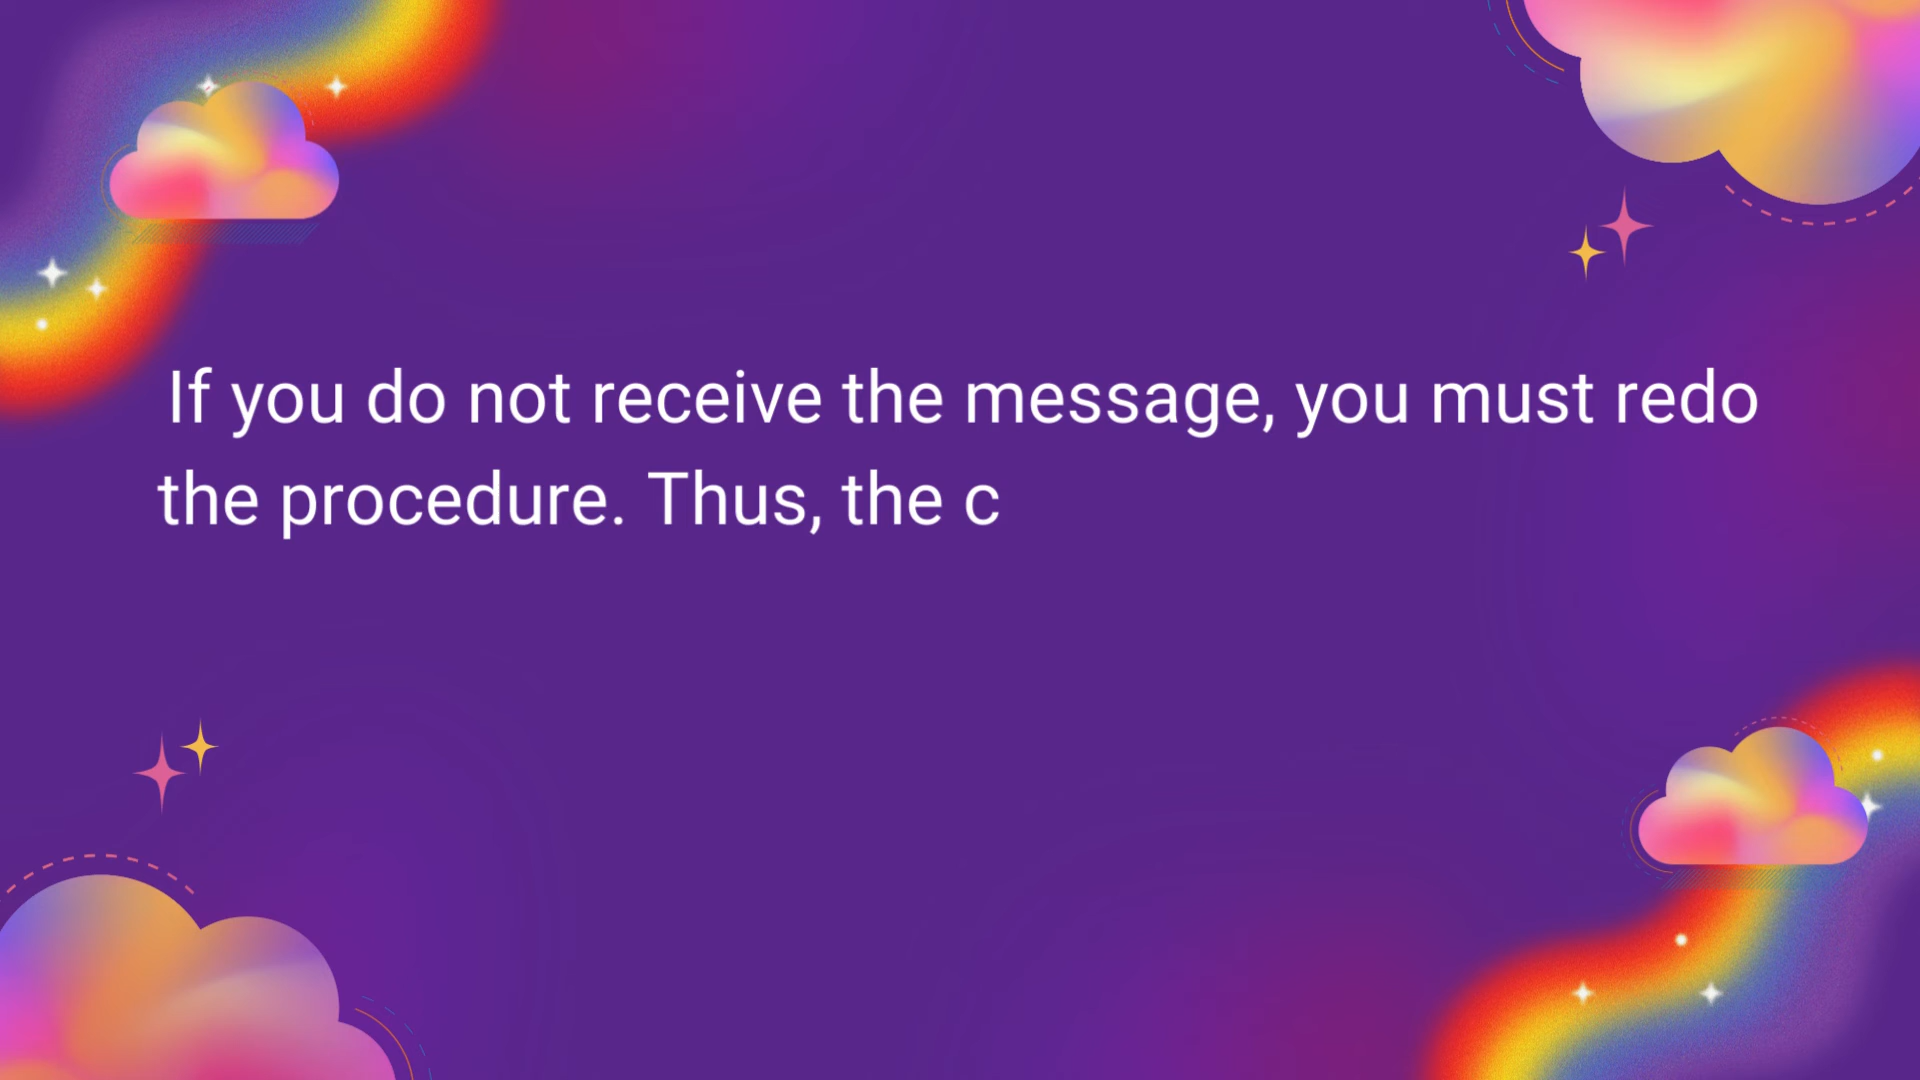 If you do not receive the message, you must redo
the procedure. Thus, the c